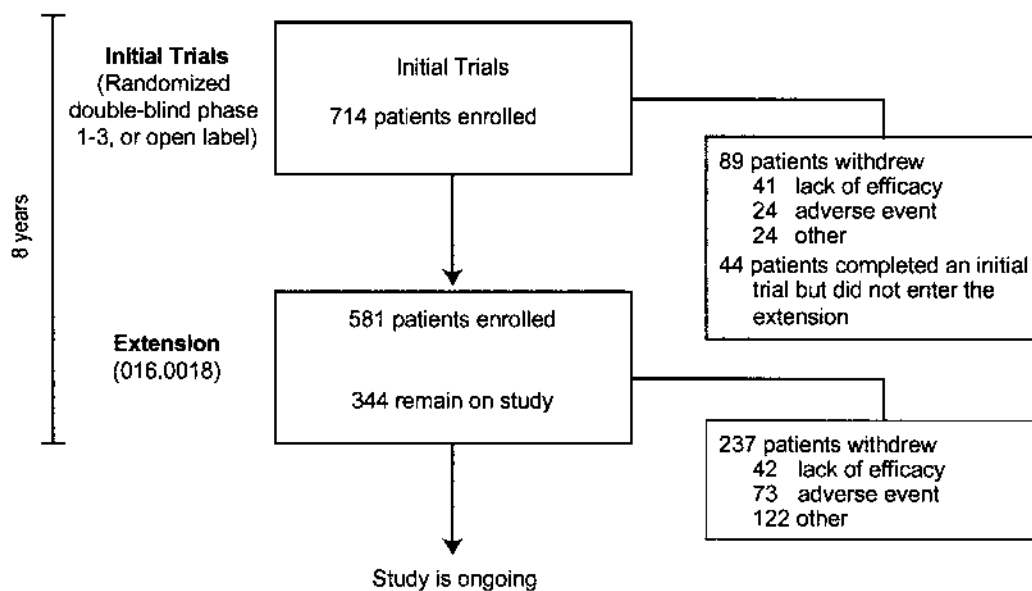 Initial Trials
(Randomized
double-blind phase
1-3, or open label)
Initial Trials
714 patients enrolled
89 patients withdrew
41 lack of efficacy
24 adverse event
24 other
44 patients completed an initial
trial but did not enter the
extension
8 years
Extension
(016.0018)
581 patients enrolled
344 remain on study
237 patients withdrew
42 lack of efficacy
73 adverse event
122 other
Study is ongoing